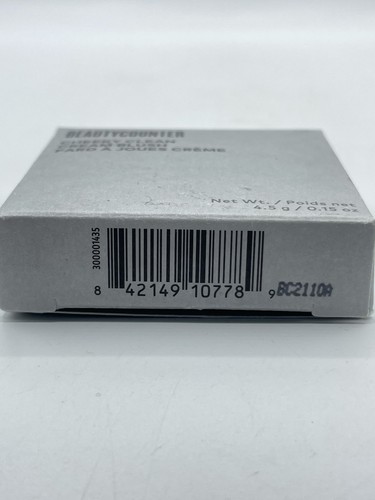 BEAUTYCOUNTER
CHEEKY CLEAN
CREAM BLUSH
FARD À JOUES CRÈME
Net Wt. / Poids net
4.5 g / 0.15 oz
300001435
8 42149 10778 9
BC2110A